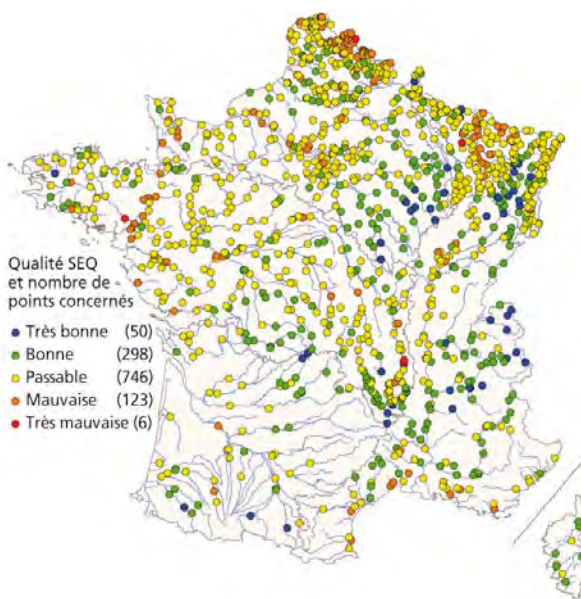 Qualité SEQ
et nombre de
points concernés
Très bonne (50)
Bonne (298)
Passable (746)
Mauvaise (123)
Très mauvaise (6)